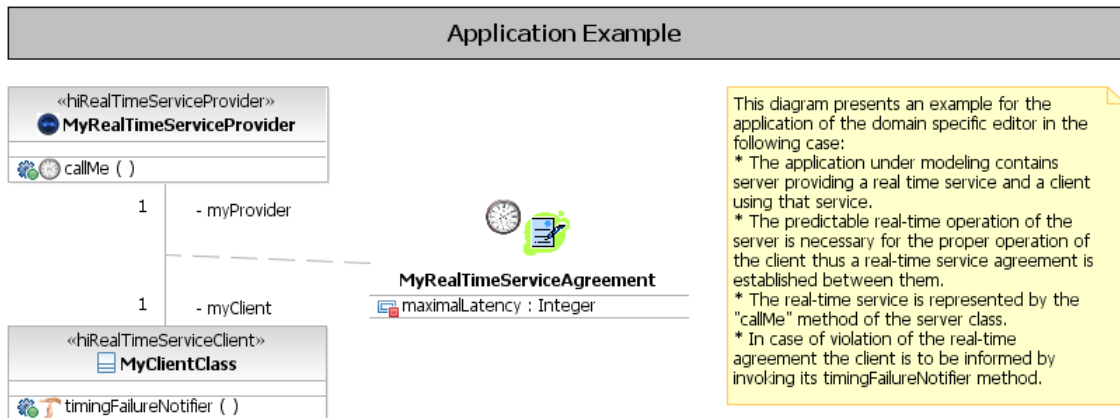 Application Example
«hiRealTimeServiceProvider»
MyRealTimeServiceProvider
callMe ( )
1
- myProvider
MyRealTimeServiceAgreement
maximalLatency : Integer
1
- myClient
«hiRealTimeServiceClient»
MyClientClass
timingFailureNotifier ( )
This diagram presents an example for the
application of the domain specific editor in the
following case:
* The application under modeling contains
server providing a real time service and a client
using that service.
* The predictable real-time operation of the
server is necessary for the proper operation of
the client thus a real-time service agreement is
established between them.
* The real-time service is represented by the
"callMe" method of the server class.
* In case of violation of the real-time
agreement the client is to be informed by
invoking its timingFailureNotifier method.